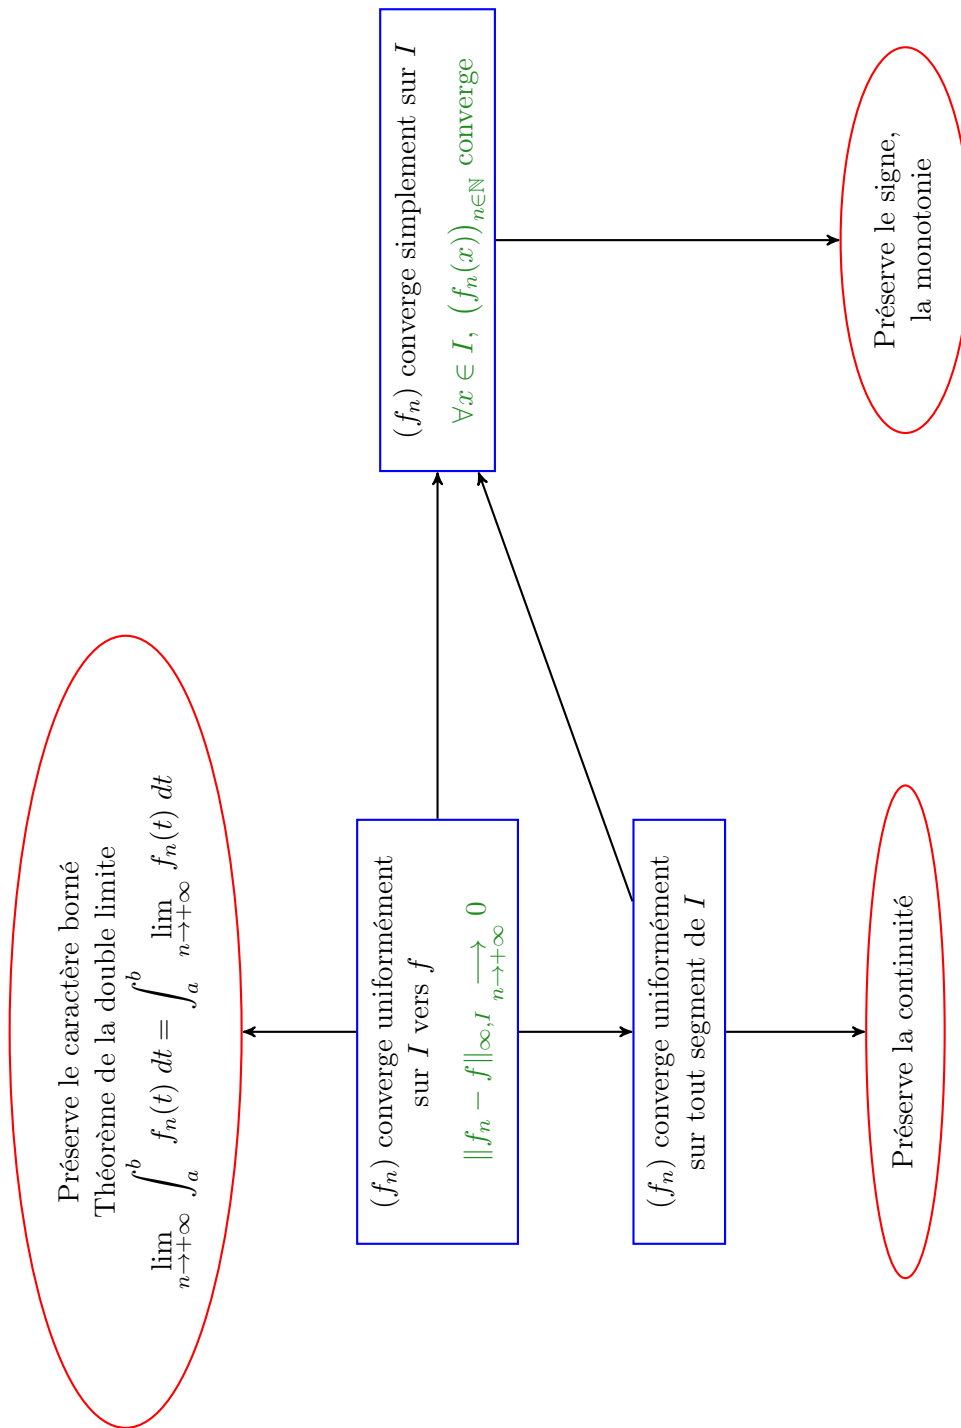 Préserve le caractère borné
Théorème de la double limite
$\lim_{n \to +\infty} \int_a^b f_n(t) \, dt = \int_a^b \lim_{n \to +\infty} f_n(t) \, dt$
$(f_n)$ converge uniformément
sur $I$ vers $f$
$\|f_n - f\|_{\infty, I} \underset{n \to +\infty}{\longrightarrow} 0$
$(f_n)$ converge simplement sur $I$
$\forall x \in I, \ (f_n(x))_{n \in \mathbb{N}}$ converge
$(f_n)$ converge uniformément
sur tout segment de $I$
Préserve la continuité
Préserve le signe,
la monotonie